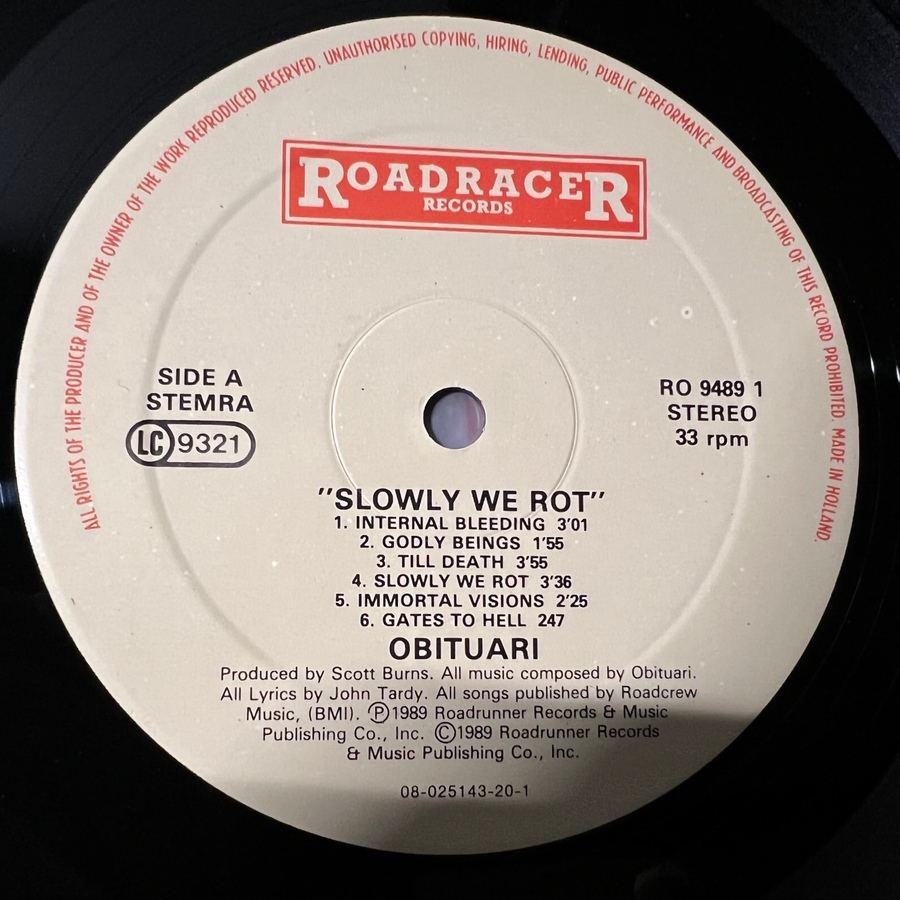 ALL RIGHTS OF THE PRODUCER AND OF THE OWNER OF THE WORK REPRODUCED RESERVED. UNAUTHORISED COPYING, HIRING, LENDING, PUBLIC PERFORMANCE AND BROADCASTING OF THIS RECORD PROHIBITED. MADE IN HOLLAND.
ROADRACER
RECORDS
SIDE A
STEMRA
LC 9321
RO 9489 1
STEREO
33 rpm
"SLOWLY WE ROT"
1. INTERNAL BLEEDING 3'01
2. GODLY BEINGS 1'55
3. TILL DEATH 3'55
4. SLOWLY WE ROT 3'36
5. IMMORTAL VISIONS 2'25
6. GATES TO HELL 247
OBITUARI
Produced by Scott Burns. All music composed by Obituari.
All Lyrics by John Tardy. All songs published by Roadcrew
Music, (BMI). Ⓟ1989 Roadrunner Records & Music
Publishing Co., Inc. ©1989 Roadrunner Records
& Music Publishing Co., Inc.
08-025143-20-1